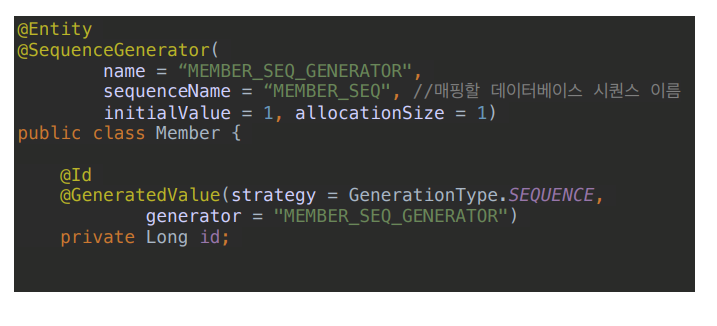 @Entity
@SequenceGenerator(
        name = “MEMBER_SEQ_GENERATOR",
        sequenceName = “MEMBER_SEQ", //매핑할 데이터베이스 시퀀스 이름
        initialValue = 1, allocationSize = 1)
public class Member {
    @Id
    @GeneratedValue(strategy = GenerationType.SEQUENCE,
            generator = "MEMBER_SEQ_GENERATOR")
    private Long id;